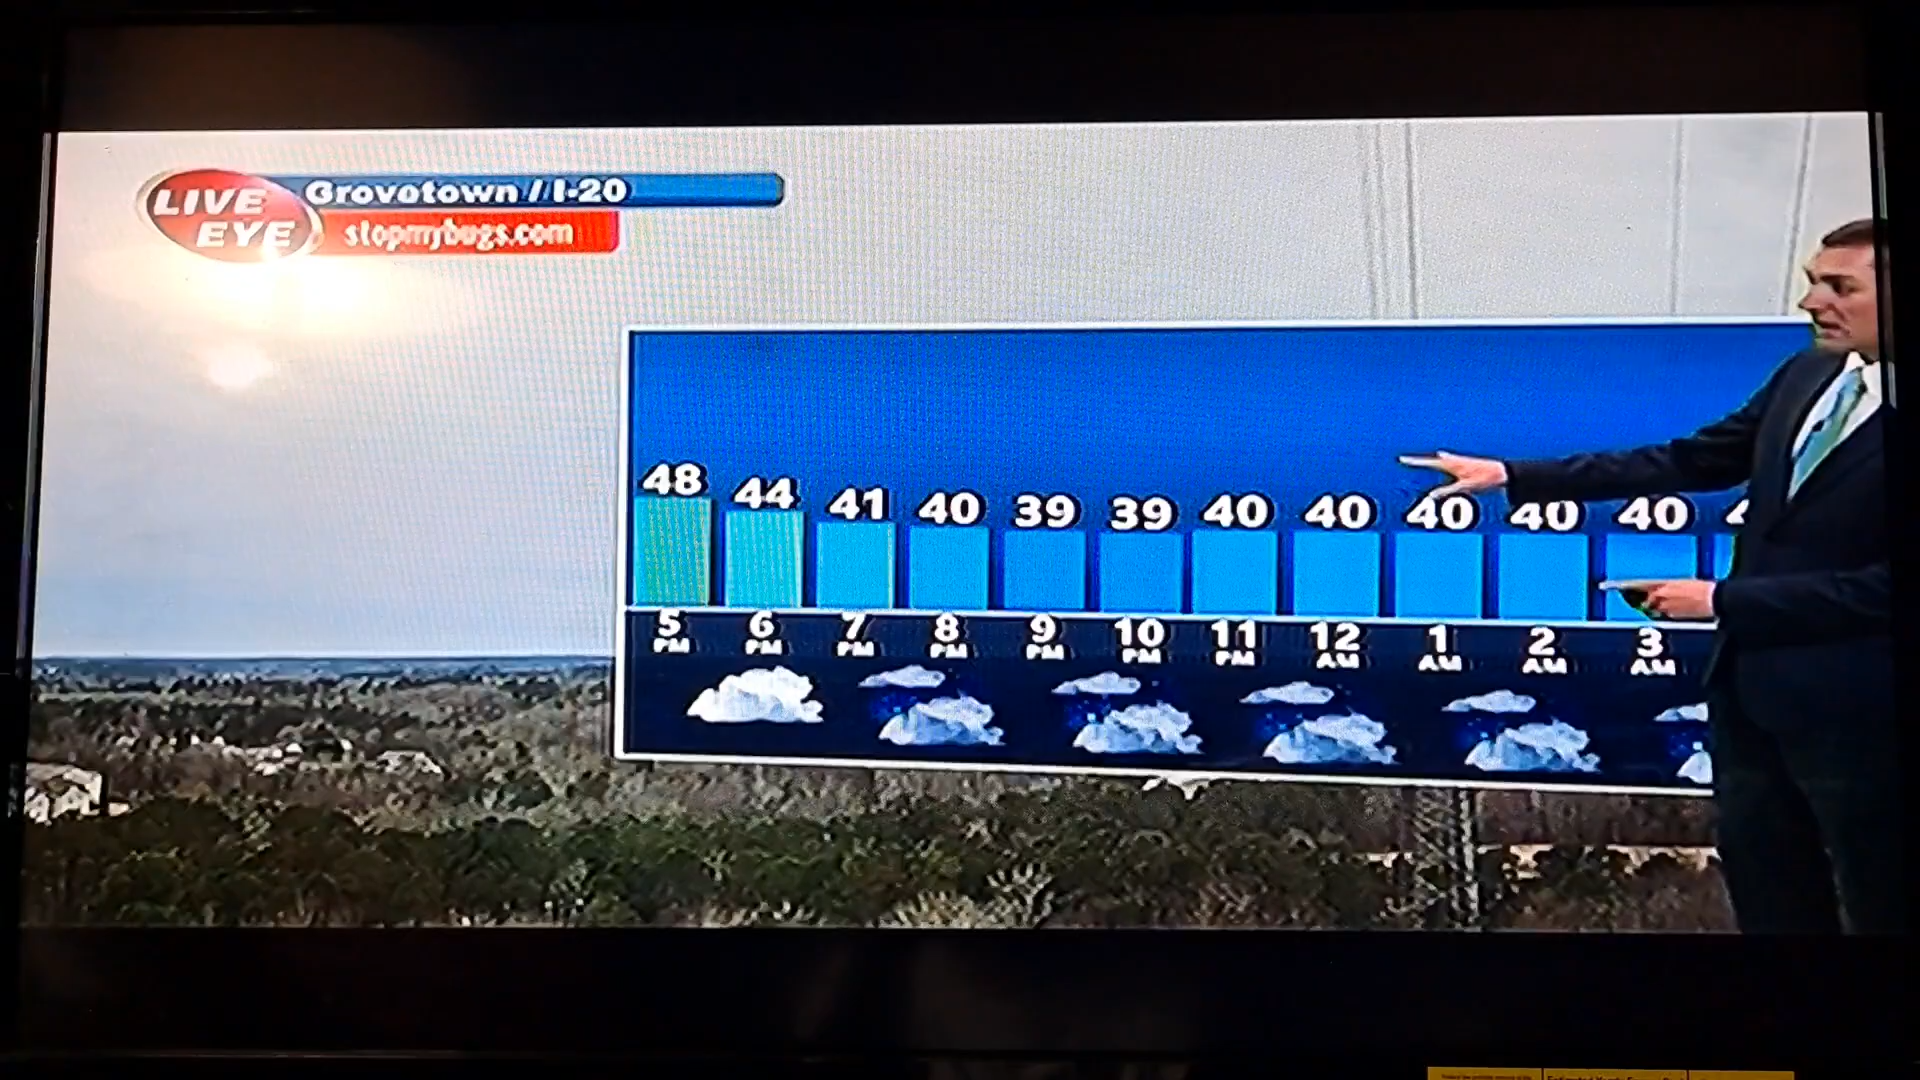 LIVE EYE
Grovetown // I-20
stopmybugs.com
48 44 41 40 39 39 40 40 40 40 40
5 PM 6 PM 7 PM 8 PM 9 PM 10 PM 11 PM 12 AM 1 AM 2 AM 3 AM